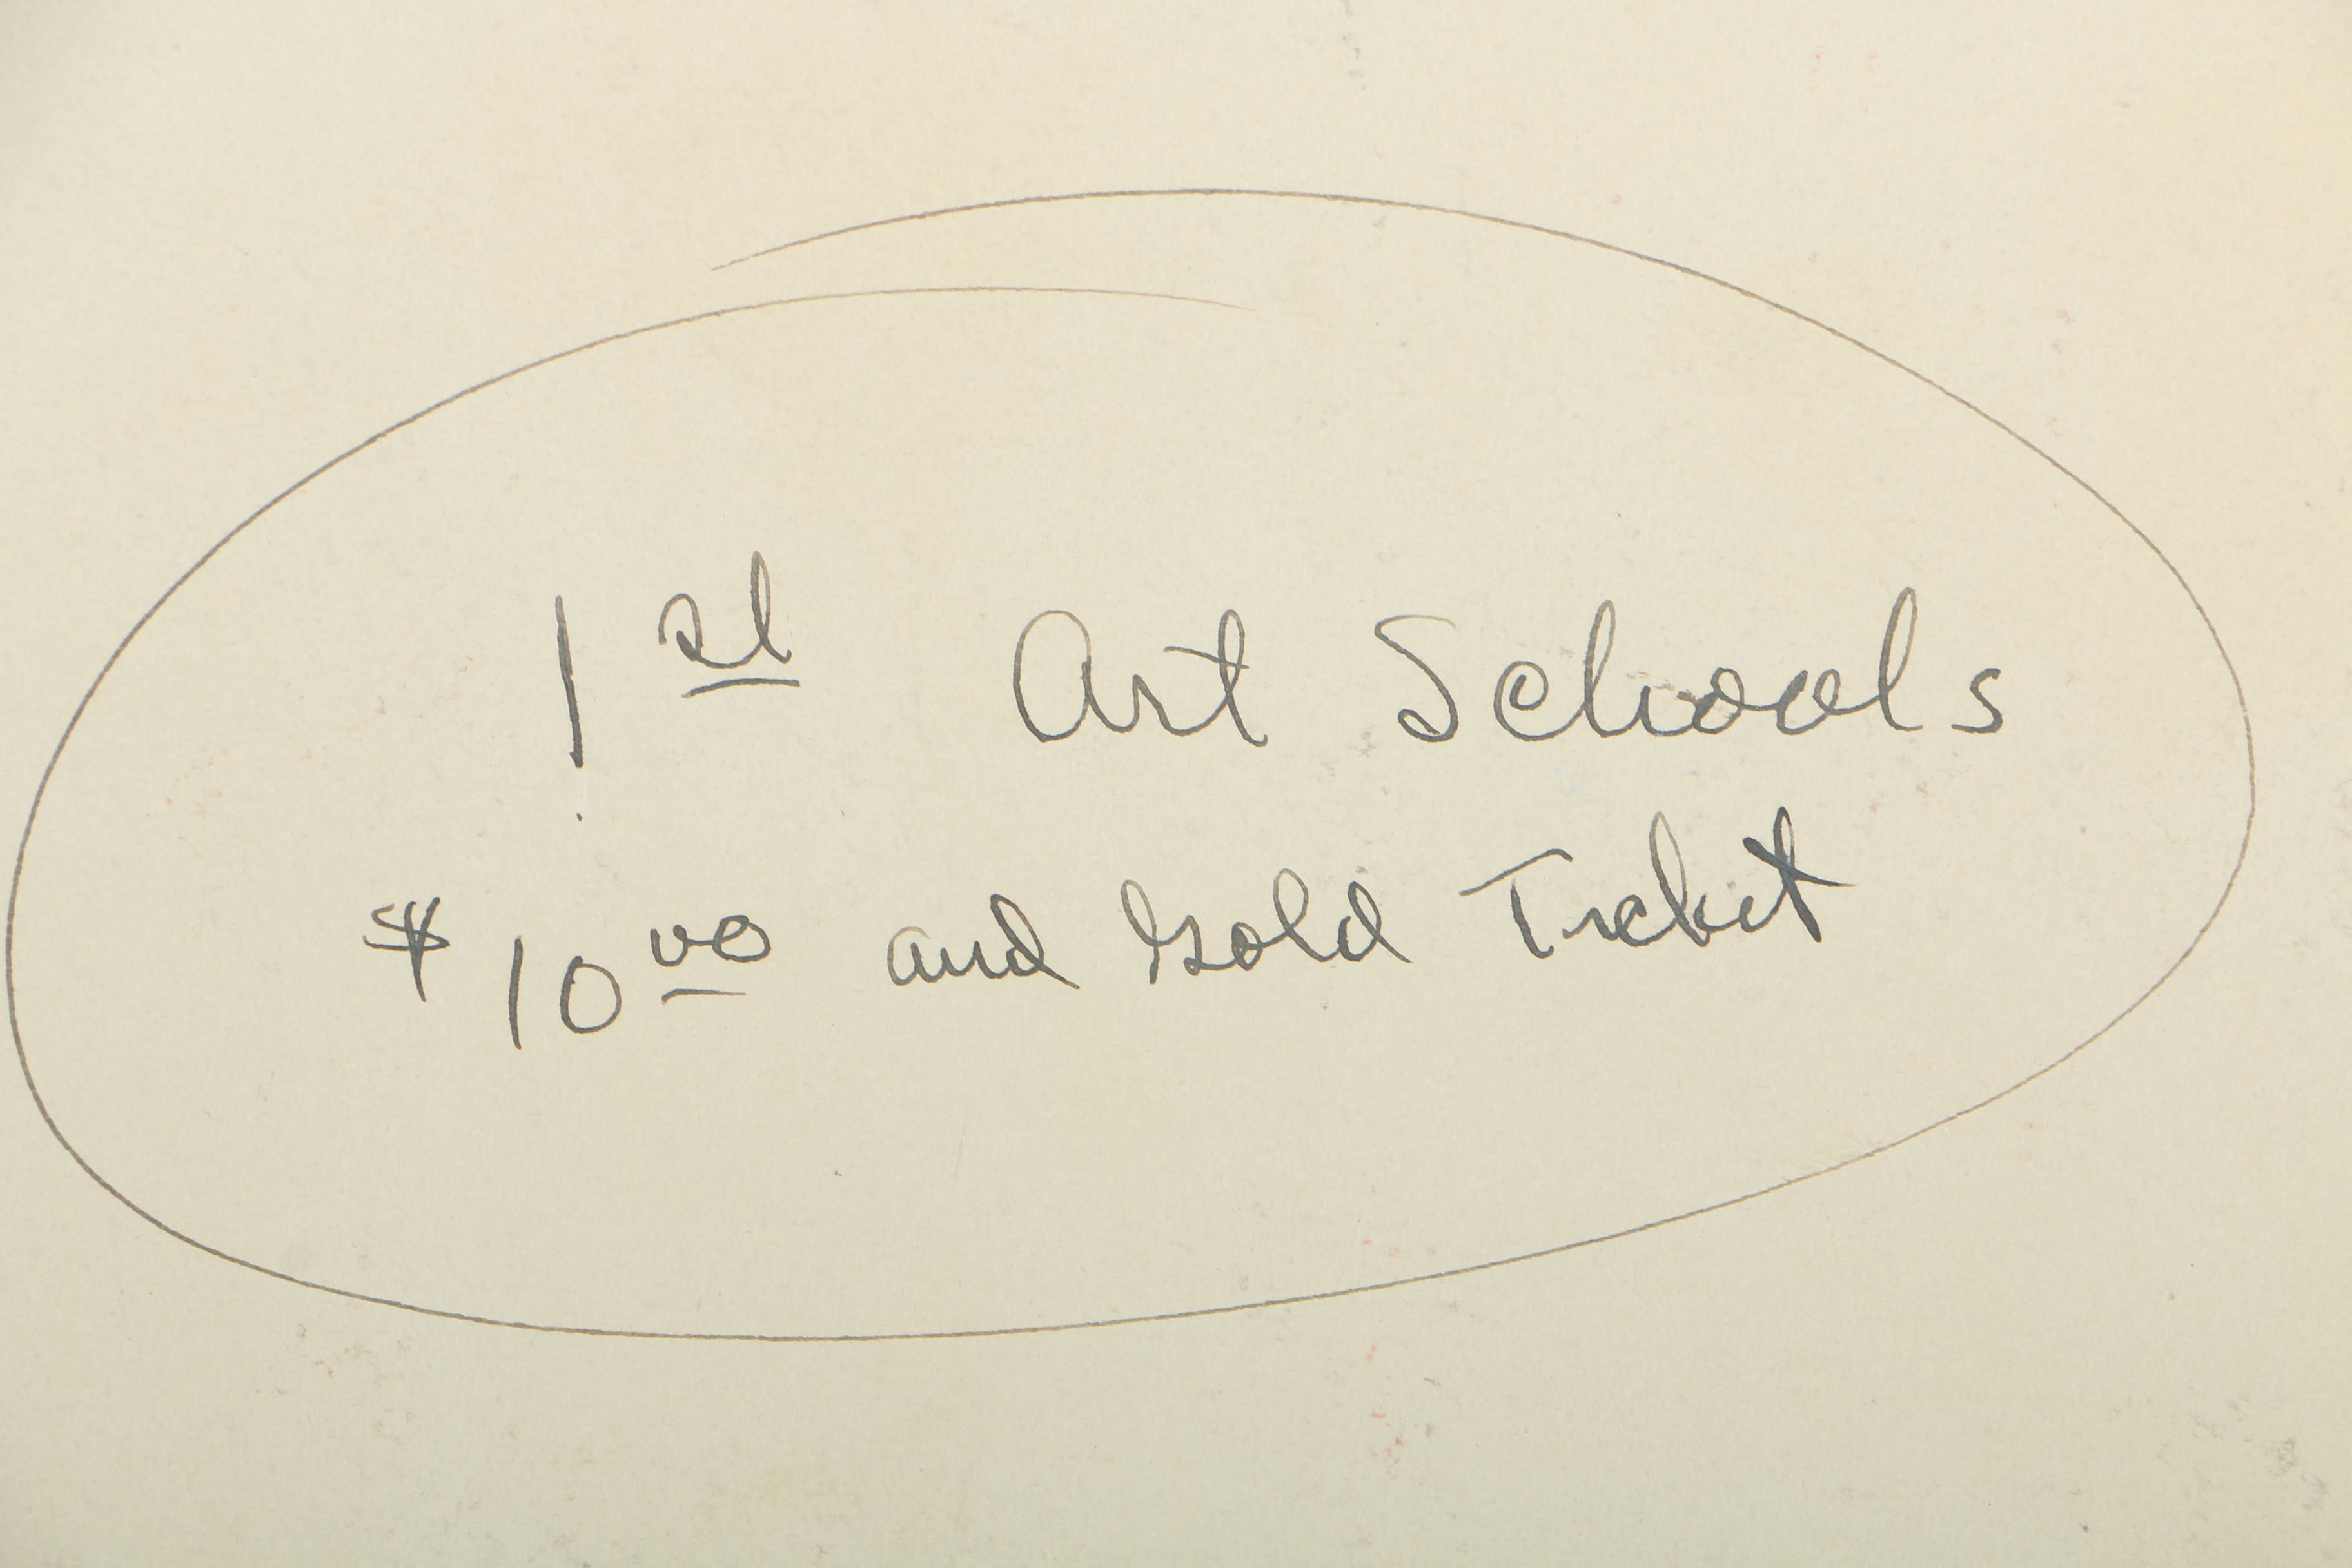 1st Art Schools
$10.00 and Gold Ticket